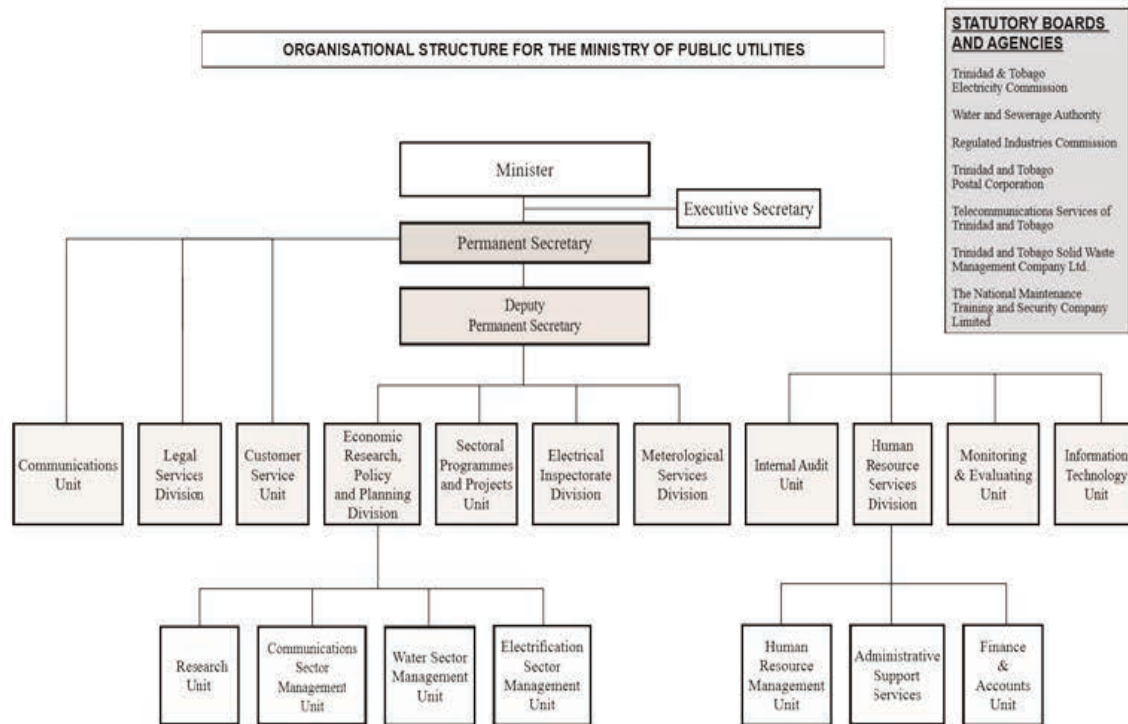 ORGANISATIONAL STRUCTURE FOR THE MINISTRY OF PUBLIC UTILITIES
STATUTORY BOARDS
AND AGENCIES
Trinidad & Tobago
Electricity Commission
Water and Sewerage Authority
Regulated Industries Commission
Trinidad and Tobago
Postal Corporation
Telecommunications Services of
Trinidad and Tobago
Trinidad and Tobago Solid Waste
Management Company Ltd.
The National Maintenance
Training and Security Company
Limited
Minister
Executive Secretary
Permanent Secretary
Deputy
Permanent Secretary
Communications
Unit
Legal
Services
Division
Customer
Service
Unit
Economic
Research,
Policy
and Planning
Division
Sectoral
Programmes
and Projects
Unit
Electrical
Inspectorate
Division
Meterological
Services
Division
Internal Audit
Unit
Human
Resource
Services
Division
Monitoring
& Evaluating
Unit
Information
Technology
Unit
Research
Unit
Communications
Sector
Management
Unit
Water Sector
Management
Unit
Electrification
Sector
Management
Unit
Human
Resource
Management Unit
Administrative
Support
Services
Finance
&
Accounts
Unit